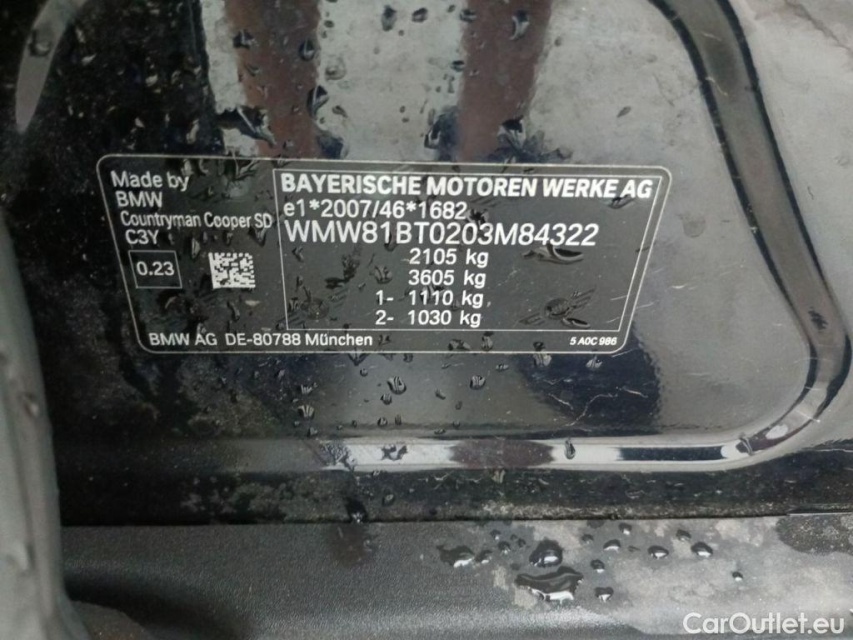 Made by
BMW
Countryman Cooper SD
C3Y
0.23
BAYERISCHE MOTOREN WERKE AG
e1*2007/46*1682
WMW81BT0203M84322
2105 kg
3605 kg
1- 1110 kg
2- 1030 kg
BMW AG DE-80788 München
5 A0C 986
CarOutlet.eu